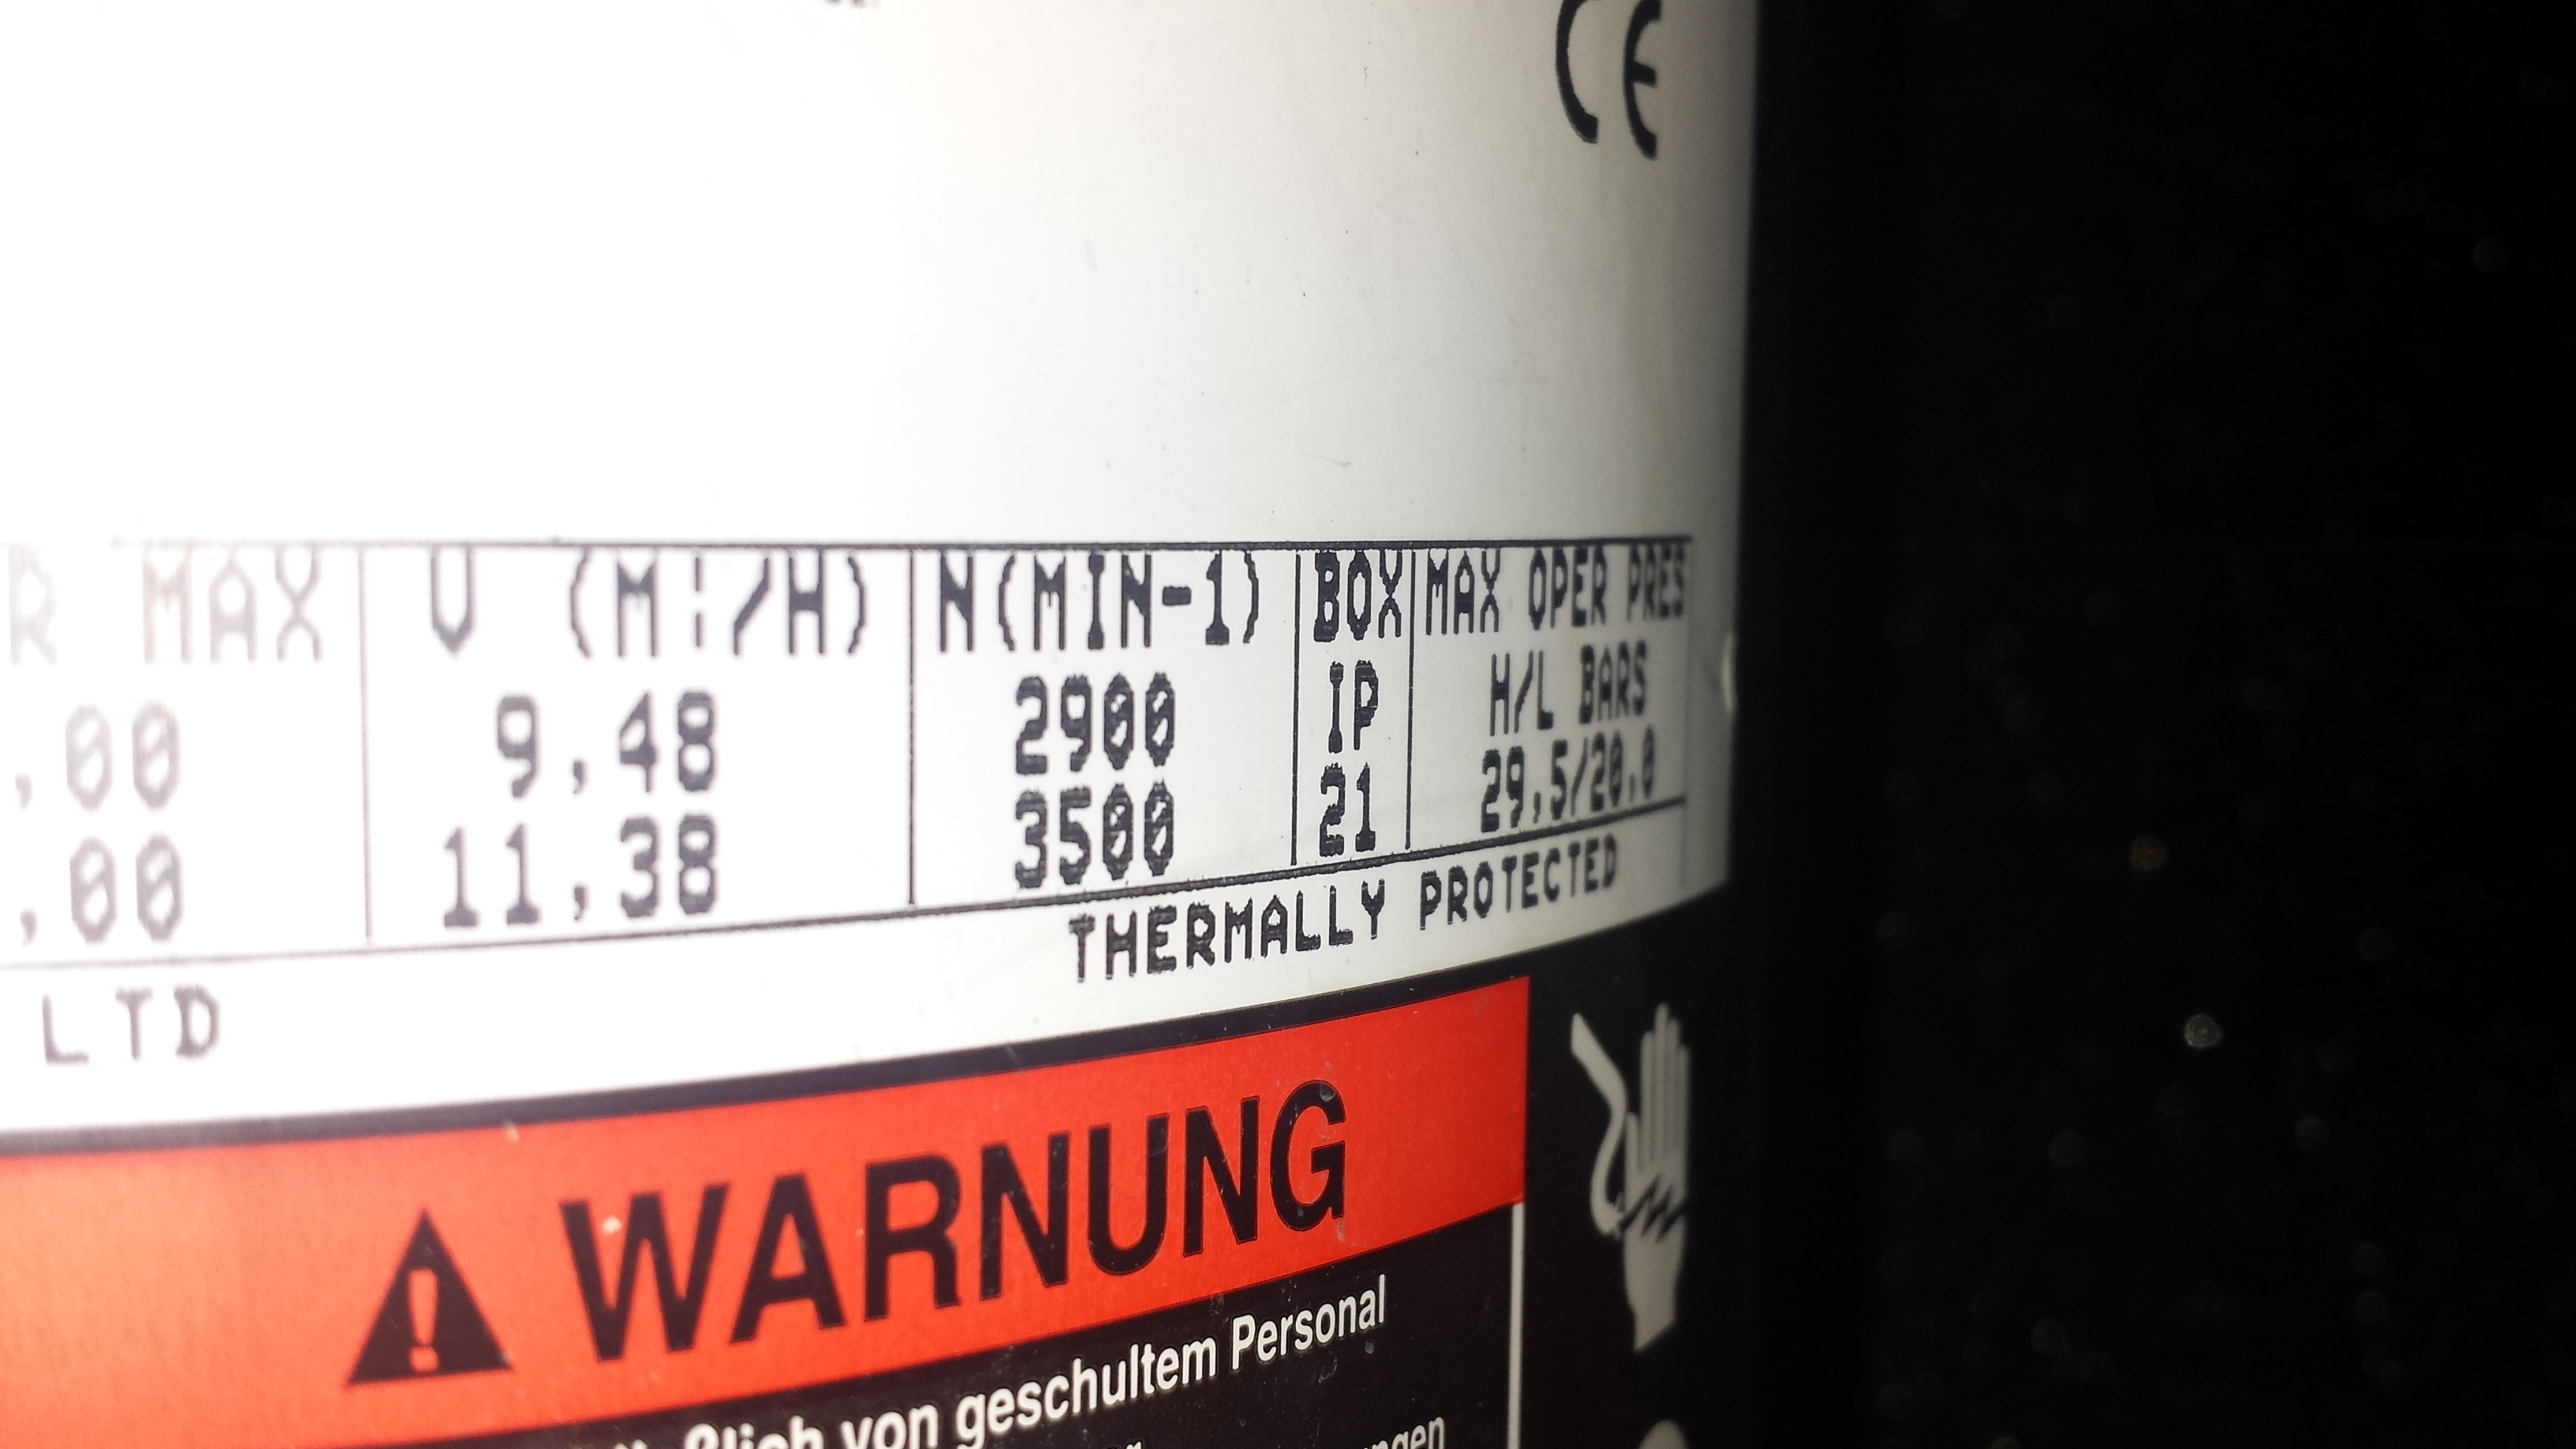 CE
R MAX V (M³/H) N(MIN-1) BOX MAX OPER PRES
IP H/L BARS
,00 9,48 2900 21 29,5/20,0
,00 11,38 3500
THERMALLY PROTECTED
LTD
WARNUNG
von geschultem Personal